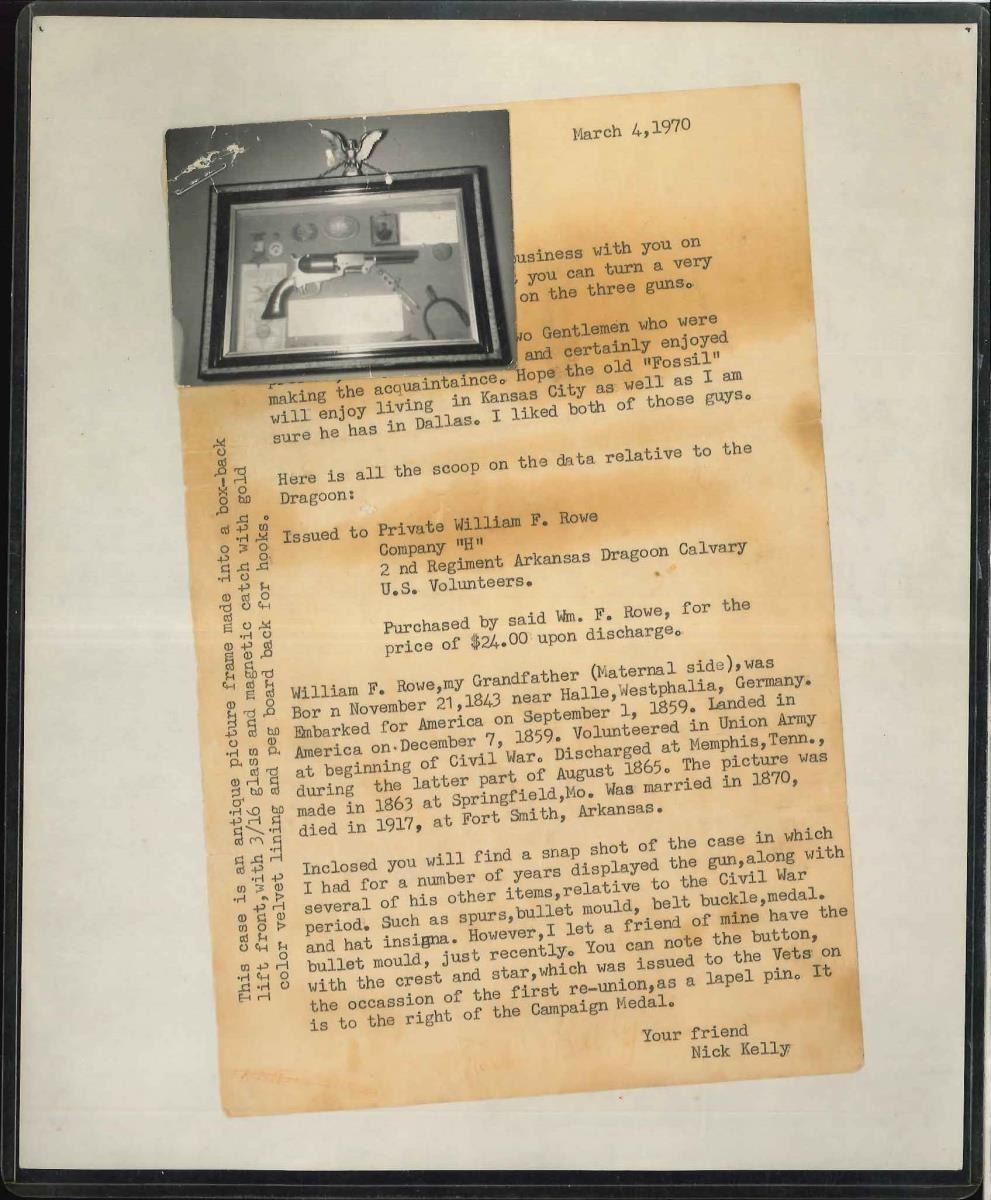 March 4,1970
business with you on
, you can turn a very
on the three guns.
two Gentlemen who were
and certainly enjoyed
making the acquaintaince. Hope the old "Fossil"
will enjoy living in Kansas City as well as I am
sure he has in Dallas. I liked both of those guys.
Here is all the scoop on the data relative to the
Dragoon:
Issued to Private William F. Rowe
Company "H"
2 nd Regiment Arkansas Dragoon Calvary
U.S. Volunteers.
Purchased by said Wm. F. Rowe, for the
price of $24.00 upon discharge.
William F. Rowe,my Grandfather (Maternal side),was
Bor n November 21,1843 near Halle,Westphalia, Germany.
Embarked for America on September 1, 1859. Landed in
America on December 7, 1859. Volunteered in Union Army
at beginning of Civil War. Discharged at Memphis,Tenn.,
during the latter part of August 1865. The picture was
made in 1863 at Springfield,Mo. Was married in 1870,
died in 1917, at Fort Smith, Arkansas.
Inclosed you will find a snap shot of the case in which
I had for a number of years displayed the gun,along with
several of his other items,relative to the Civil War
period. Such as spurs,bullet mould, belt buckle,medal.
and hat insigna. However,I let a friend of mine have the
bullet mould, just recently. You can note the button,
with the crest and star,which was issued to the Vets on
the occassion of the first re-union,as a lapel pin. It
is to the right of the Campaign Medal.
Your friend
Nick Kelly
This case is an antique picture frame made into a box-back
lift front,with 3/16 glass and magnetic catch with gold
color velvet lining and peg board back for hooks.